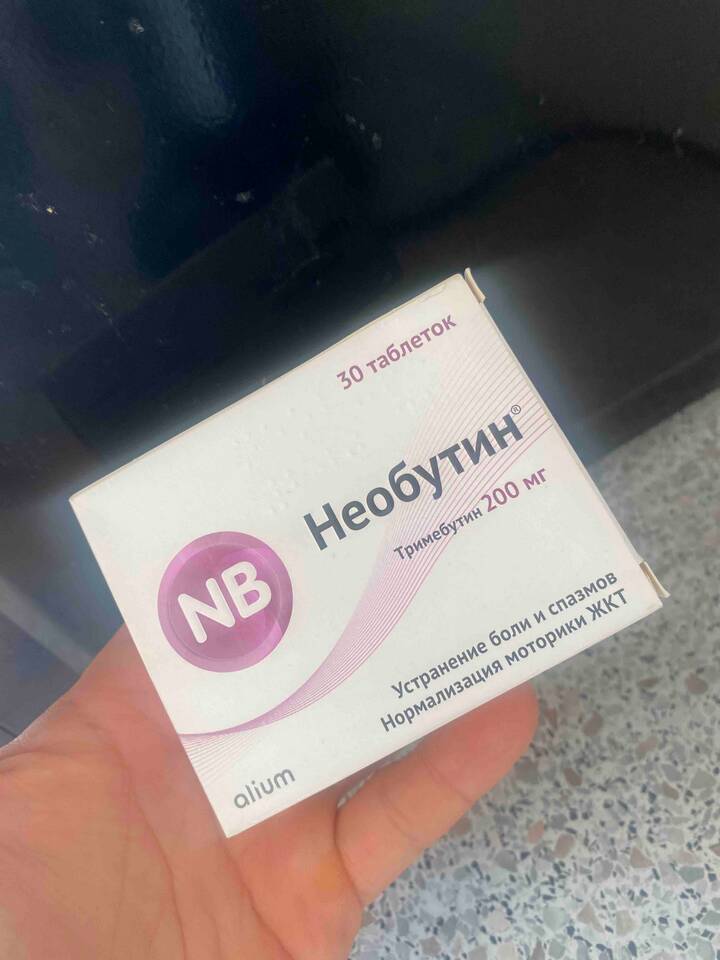 30 таблеток
Необутин®
Тримебутин 200 мг
NB
Устранение боли и спазмов
Нормализация моторики ЖКТ
alium